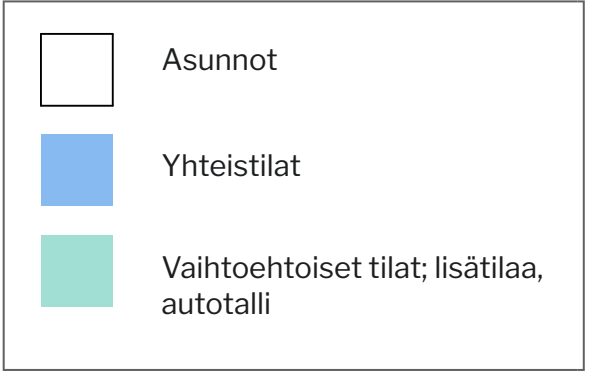 Asunnot
Yhteistilat
Vaihtoehtoiset tilat; lisätilaa,
autotalli